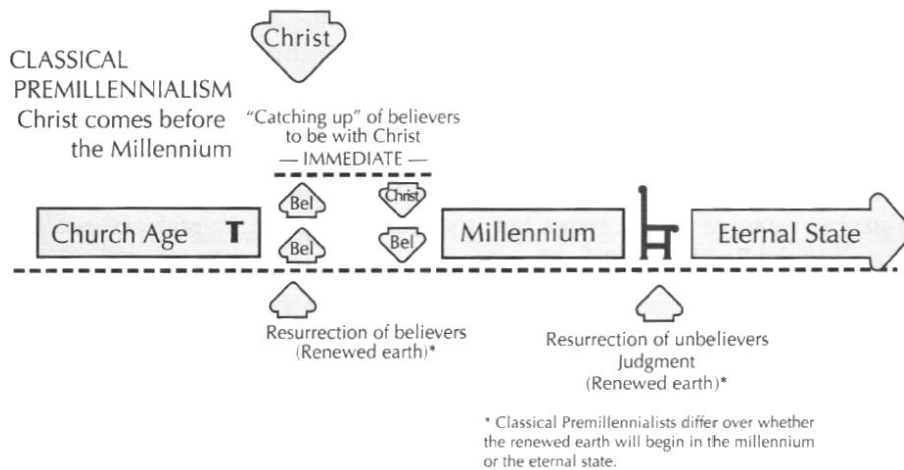 Christ
CLASSICAL
PREMILLENNIALISM
Christ comes before
the Millennium
"Catching up" of believers
to be with Christ
— IMMEDIATE —
Bel
Christ
Church Age T
Bel
Bel
Millennium
Eternal State
Resurrection of believers
(Renewed earth)*
Resurrection of unbelievers
Judgment
(Renewed earth)*
* Classical Premillennialists differ over whether
the renewed earth will begin in the millennium
or the eternal state.